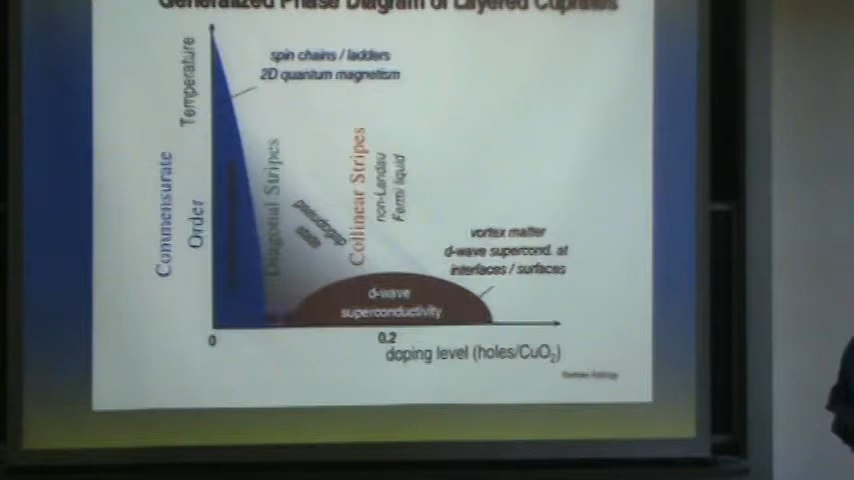 Generalized Phase Diagram of Layered Cuprates
Temperature
spin chains / ladders
2D quantum magnetism
Commensurate
Order
Diagonal Stripes
pseudogap
state
Collinear Stripes
non-Landau
Fermi liquid
vortex matter
d-wave supercond. at
interfaces / surfaces
d-wave
superconductivity
0
0.2
doping level (holes/CuO₂)